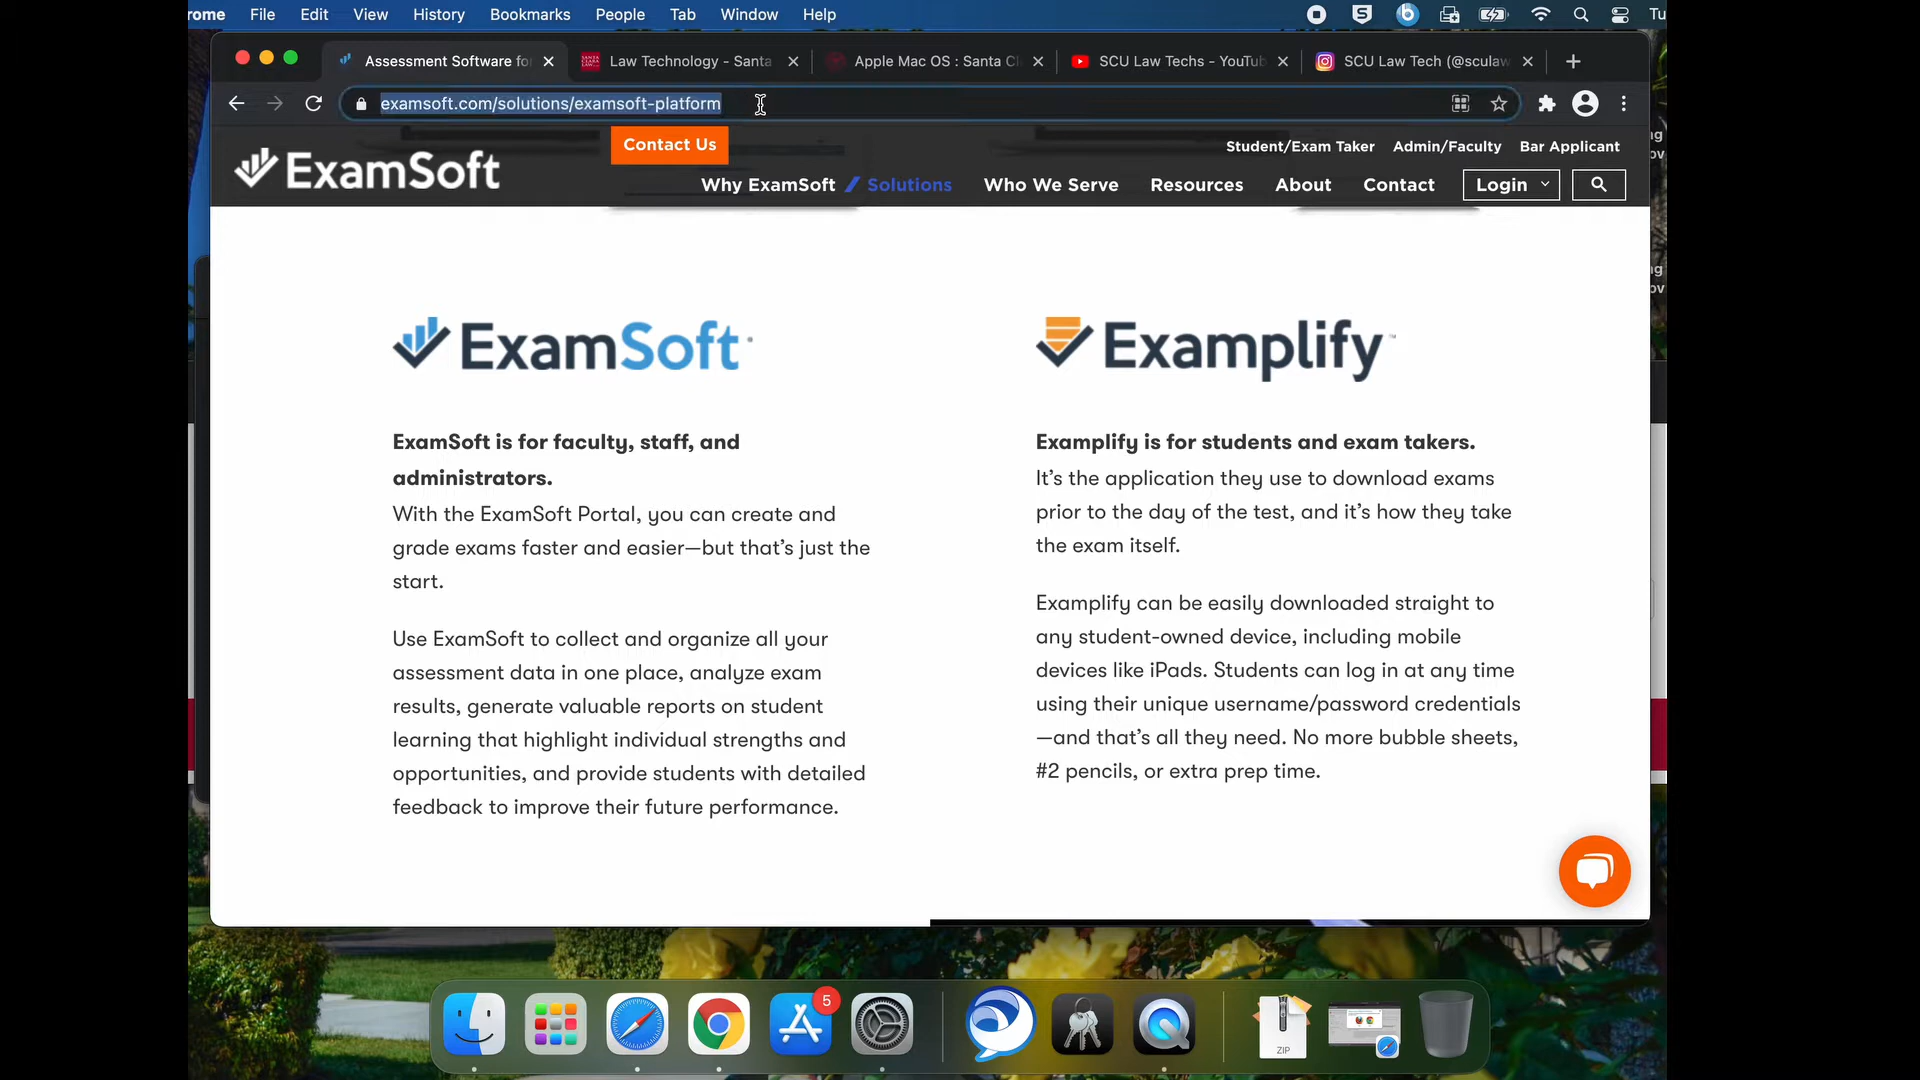 rome File Edit View History Bookmarks People Tab Window Help Tu
Assessment Software fo Law Technology - Santa Apple Mac OS : Santa Cl SCU Law Techs - YouTub SCU Law Tech (@sculaw
examsoft.com/solutions/examsoft-platform
Contact Us
Student/Exam Taker Admin/Faculty Bar Applicant
ExamSoft
Why ExamSoft Solutions Who We Serve Resources About Contact Login
ng
ov
ng
ov
ExamSoft
ExamSoft is for faculty, staff, and
administrators.
With the ExamSoft Portal, you can create and
grade exams faster and easier—but that's just the
start.
Use ExamSoft to collect and organize all your
assessment data in one place, analyze exam
results, generate valuable reports on student
learning that highlight individual strengths and
opportunities, and provide students with detailed
feedback to improve their future performance.
Examplify™
Examplify is for students and exam takers.
It's the application they use to download exams
prior to the day of the test, and it's how they take
the exam itself.
Examplify can be easily downloaded straight to
any student-owned device, including mobile
devices like iPads. Students can log in at any time
using their unique username/password credentials
—and that's all they need. No more bubble sheets,
#2 pencils, or extra prep time.
5
ZIP